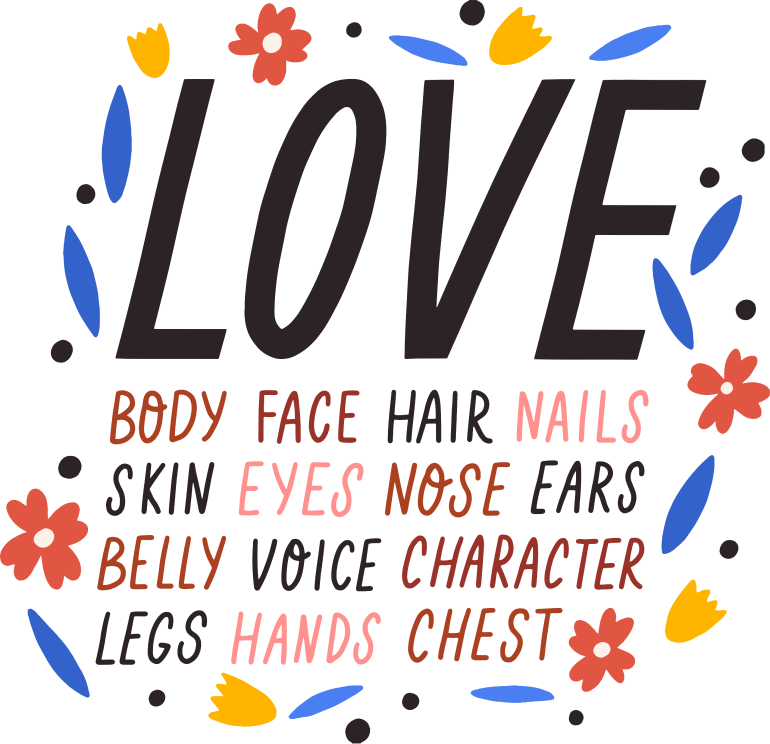 LOVE
BODY FACE HAIR NAILS
SKIN EYES NOSE EARS
BELLY VOICE CHARACTER
LEGS HANDS CHEST